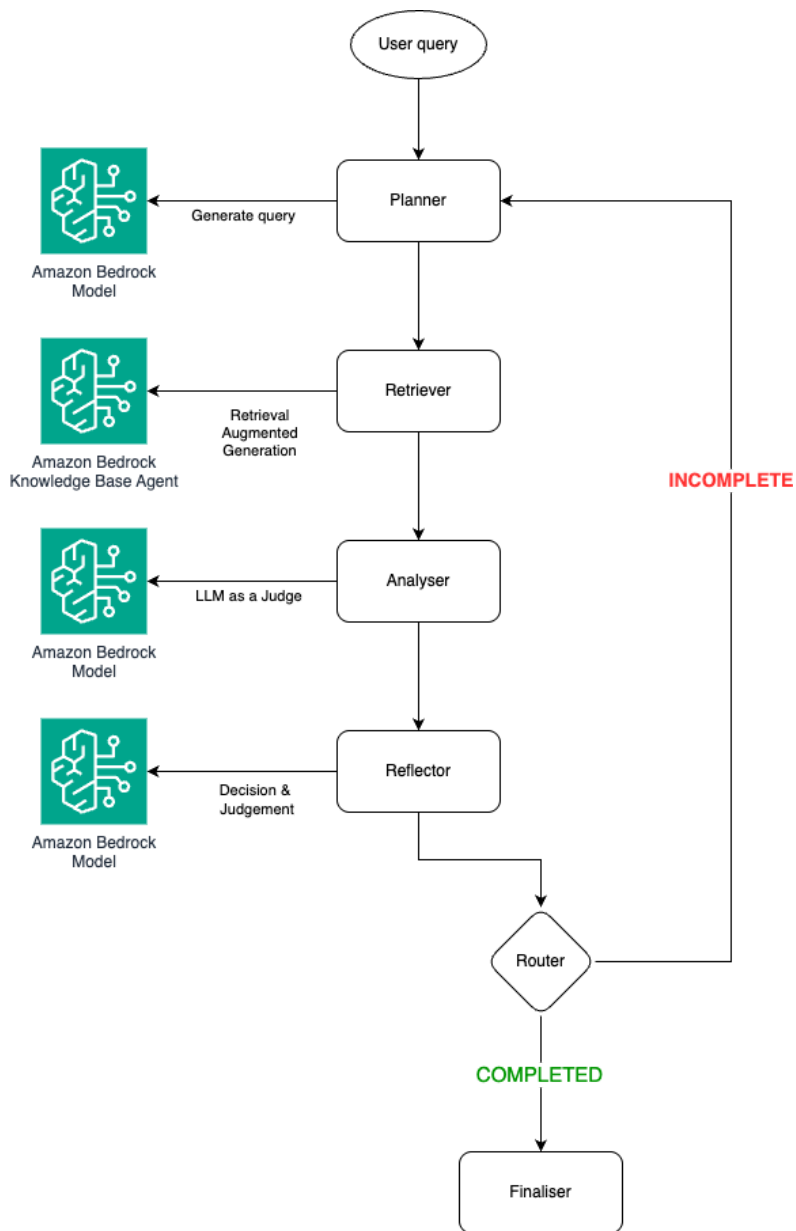 User query
Planner
Generate query
Amazon Bedrock
Model
Retriever
Retrieval
Augmented
Generation
Amazon Bedrock
Knowledge Base Agent
INCOMPLETE
Analyser
LLM as a Judge
Amazon Bedrock
Model
Reflector
Decision &
Judgement
Amazon Bedrock
Model
Router
COMPLETED
Finaliser